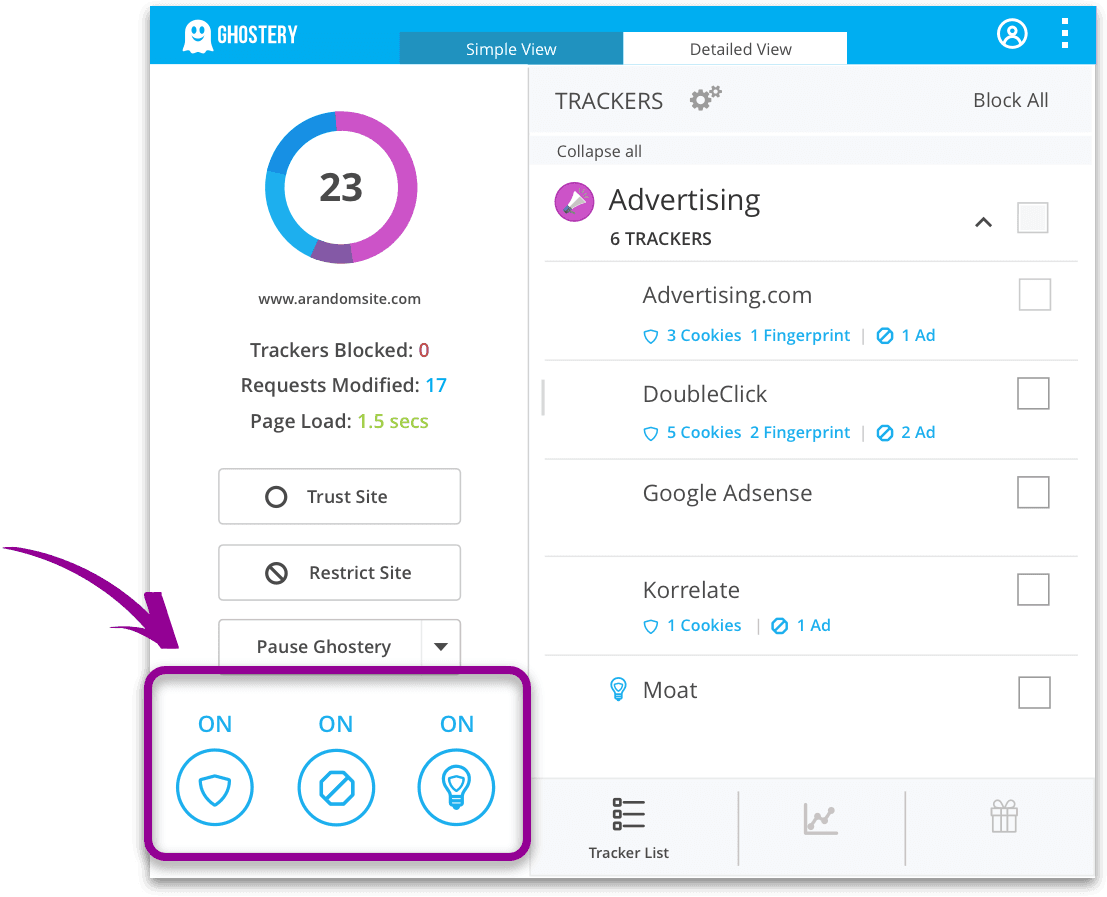 GHOSTERY
Simple View
Detailed View
23
www.arandomsite.com
Trackers Blocked: 0
Requests Modified: 17
Page Load: 1.5 secs
Trust Site
Restrict Site
Pause Ghostery
ON ON ON
TRACKERS
Block All
Collapse all
Advertising
6 TRACKERS
Advertising.com
3 Cookies 1 Fingerprint | 1 Ad
DoubleClick
5 Cookies 2 Fingerprint | 2 Ad
Google Adsense
Korrelate
1 Cookies | 1 Ad
Moat
Tracker List